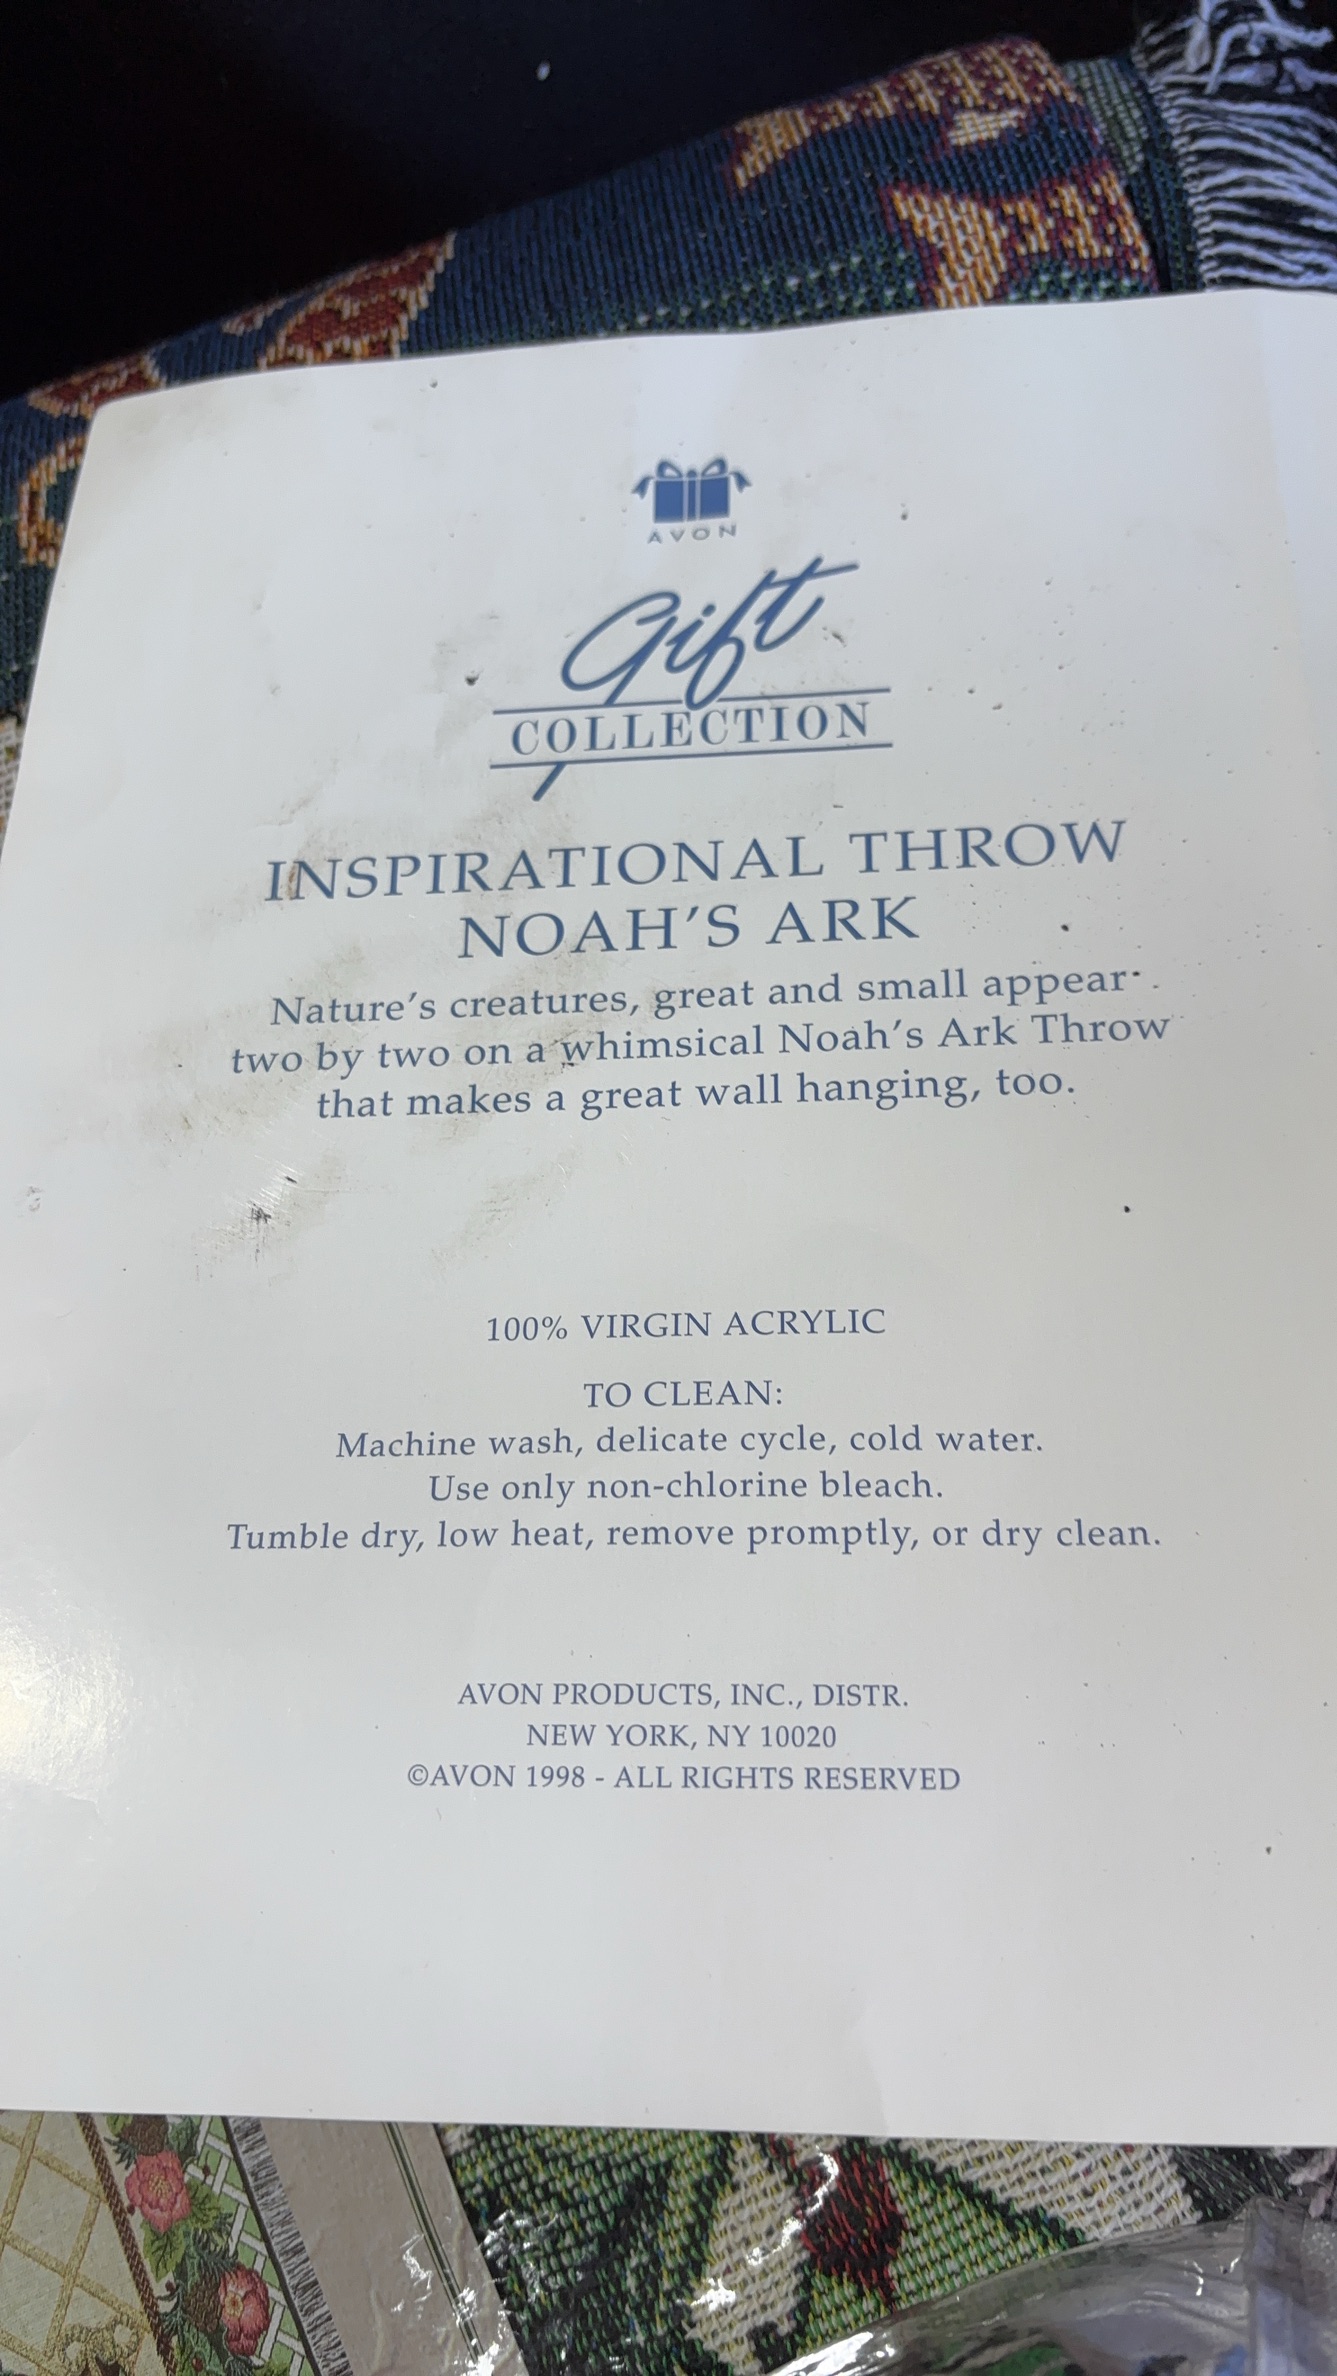 AVON
Gift
COLLECTION
INSPIRATIONAL THROW
NOAH'S ARK
Nature's creatures, great and small appear
two by two on a whimsical Noah's Ark Throw
that makes a great wall hanging, too.
100% VIRGIN ACRYLIC
TO CLEAN:
Machine wash, delicate cycle, cold water.
Use only non-chlorine bleach.
Tumble dry, low heat, remove promptly, or dry clean.
AVON PRODUCTS, INC., DISTR.
NEW YORK, NY 10020
©AVON 1998 - ALL RIGHTS RESERVED